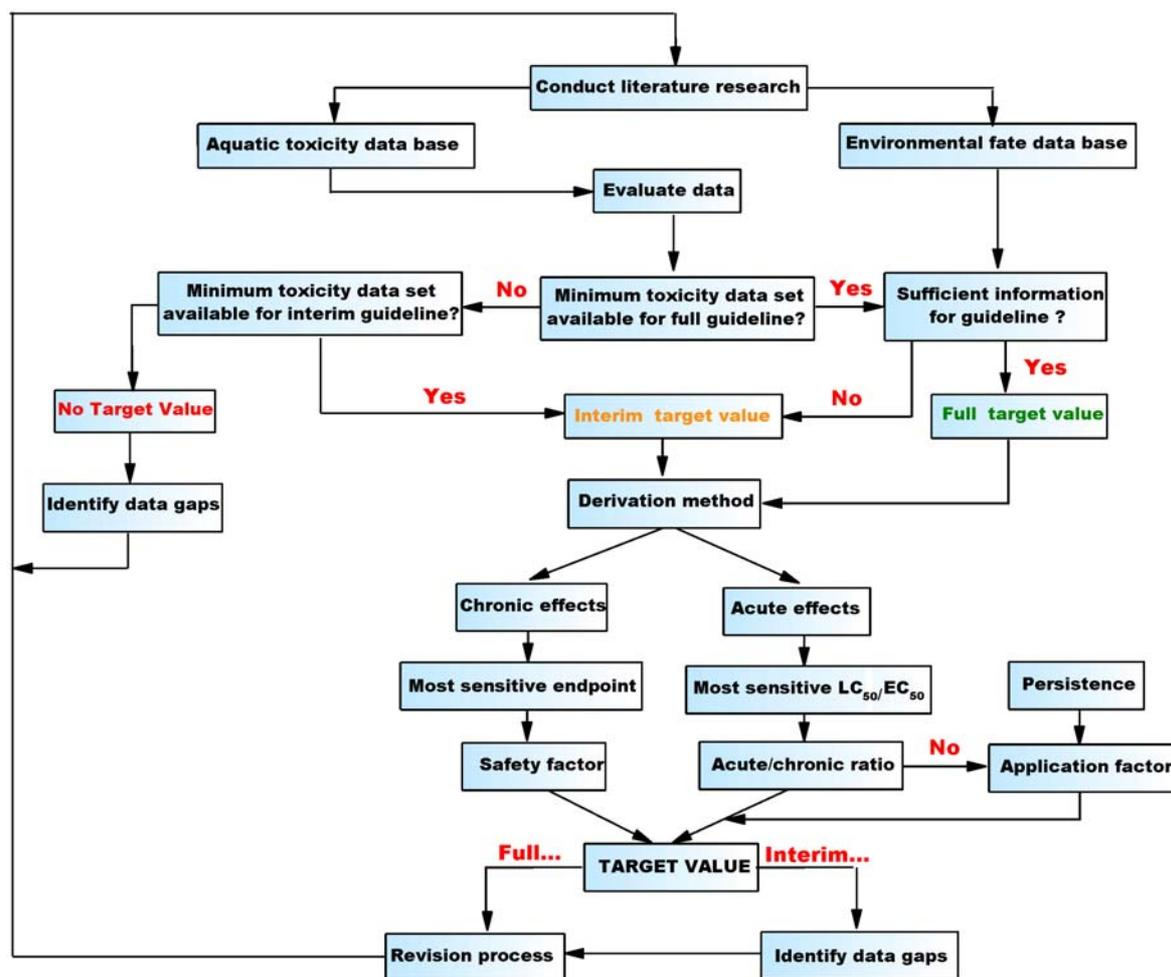 Conduct literature research
Aquatic toxicity data base
Environmental fate data base
Evaluate data
Minimum toxicity data set
available for interim guideline?
No
Minimum toxicity data set
available for full guideline?
Yes
Sufficient information
for guideline ?
No Target Value
Yes
Interim target value
No
Yes
Full target value
Identify data gaps
Derivation method
Chronic effects
Acute effects
Most sensitive endpoint
Most sensitive LC50/EC50
Persistence
Safety factor
Acute/chronic ratio
No
Application factor
Full...
TARGET VALUE
Interim...
Revision process
Identify data gaps